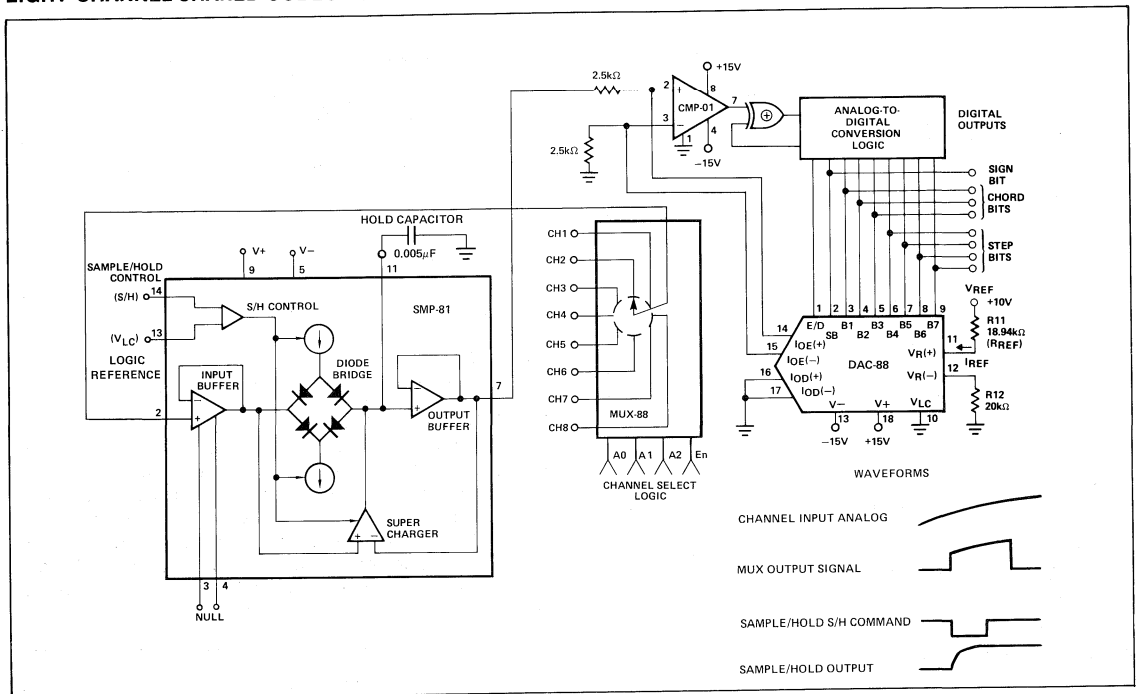 +15V
2.5kΩ
2
+
8
CMP-01
7
3
−
1
4
−15V
2.5kΩ
ANALOG-TO-
DIGITAL
CONVERSION
LOGIC
DIGITAL
OUTPUTS
SIGN
BIT
CHORD
BITS
STEP
BITS
HOLD CAPACITOR
0.005μF
11
V+
9
V−
5
SAMPLE/HOLD
CONTROL
14
(S/H)
S/H CONTROL
SMP-81
13
(VLC)
LOGIC
REFERENCE
INPUT
BUFFER
DIODE
BRIDGE
−
+
2
7
OUTPUT
BUFFER
SUPER
CHARGER
+ −
3 4
NULL
CH1
CH2
CH3
CH4
CH5
CH6
CH7
CH8
MUX-88
A0 A1 A2 En
CHANNEL SELECT
LOGIC
VREF
+10V
1 2 3 4 5 6 7 8 9
E/D SB B1 B2 B3 B4 B5 B6 B7
14
15
16
17
IOE(+)
IOE(−)
IOD(+)
IOD(−)
DAC-88
11
VR(+)
R11
18.94kΩ
(RREF)
IREF
12
VR(−)
R12
20kΩ
V− V+ VLC
13 18 10
−15V +15V
WAVEFORMS
CHANNEL INPUT ANALOG
MUX OUTPUT SIGNAL
SAMPLE/HOLD S/H COMMAND
SAMPLE/HOLD OUTPUT